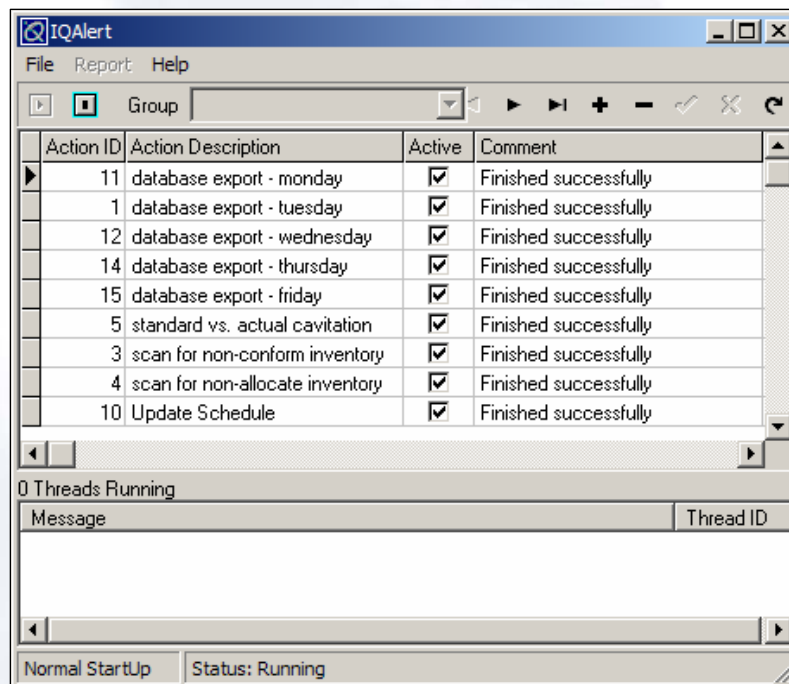 IQAlert
File Report Help
Group
Action ID Action Description Active Comment
11 database export - monday Finished successfully
1 database export - tuesday Finished successfully
12 database export - wednesday Finished successfully
14 database export - thursday Finished successfully
15 database export - friday Finished successfully
5 standard vs. actual cavitation Finished successfully
3 scan for non-conform inventory Finished successfully
4 scan for non-allocate inventory Finished successfully
10 Update Schedule Finished successfully
0 Threads Running
Message Thread ID
Normal StartUp Status: Running